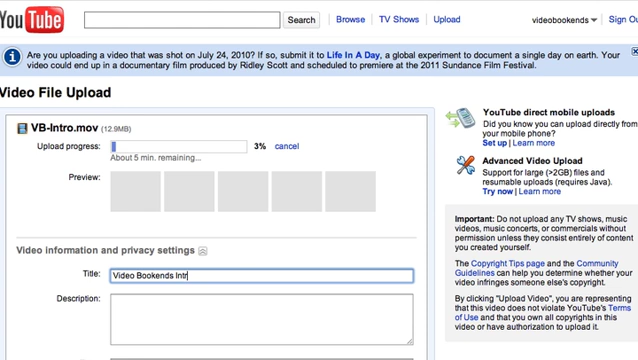 YouTube
Search
Browse
TV Shows
Upload
videobookends
Sign
Are you uploading a video that was shot on July 24, 2010? If so, submit it to Life In A Day, a global experiment to document a single day on earth. Your
video could end up in a documentary film produced by Ridley Scott and scheduled to premiere at the 2011 Sundance Film Festival.
Video File Upload
VB-Intro.mov (12.9MB)
Upload progress:
3%
cancel
About 5 min. remaining...
Preview:
Video information and privacy settings
Title:
Video Bookends Intr
Description:
YouTube direct mobile uploads
Did you know you can upload directly from
your mobile phone?
Set up | Learn more
Advanced Video Upload
Support for large (>2GB) files and
resumable uploads (requires Java).
Try now | Learn more
Important: Do not upload any TV shows, music
videos, music concerts, or commercials without
permission unless they consist entirely of content
you created yourself.
The Copyright Tips page and the Community
Guidelines can help you determine whether your
video infringes someone else's copyright.
By clicking "Upload Video", you are representing
that this video does not violate YouTube's Terms
of Use and that you own all copyrights in this
video or have authorization to upload it.